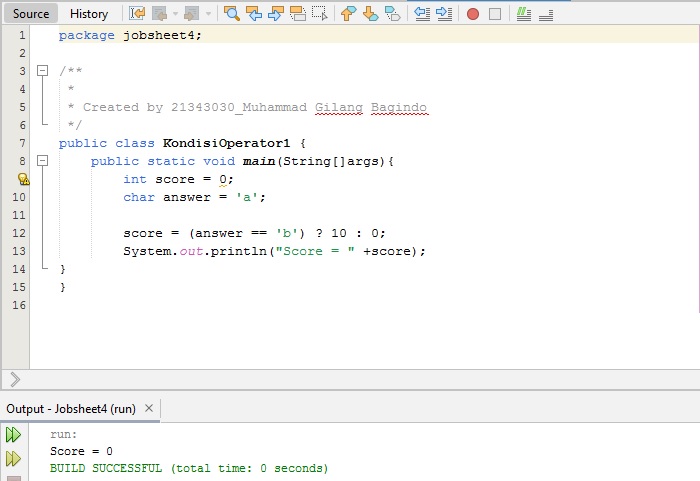 Source History
1 package jobsheet4;
2
3 /**
4 *
5 * Created by 21343030_Muhammad Gilang Bagindo
6 */
7 public class KondisiOperator1 {
8 public static void main(String[]args){
int score = 0;
10 char answer = 'a';
11
12 score = (answer == 'b') ? 10 : 0;
13 System.out.println("Score = " +score);
14 }
15 }
16
Output - Jobsheet4 (run) ×
run:
Score = 0
BUILD SUCCESSFUL (total time: 0 seconds)